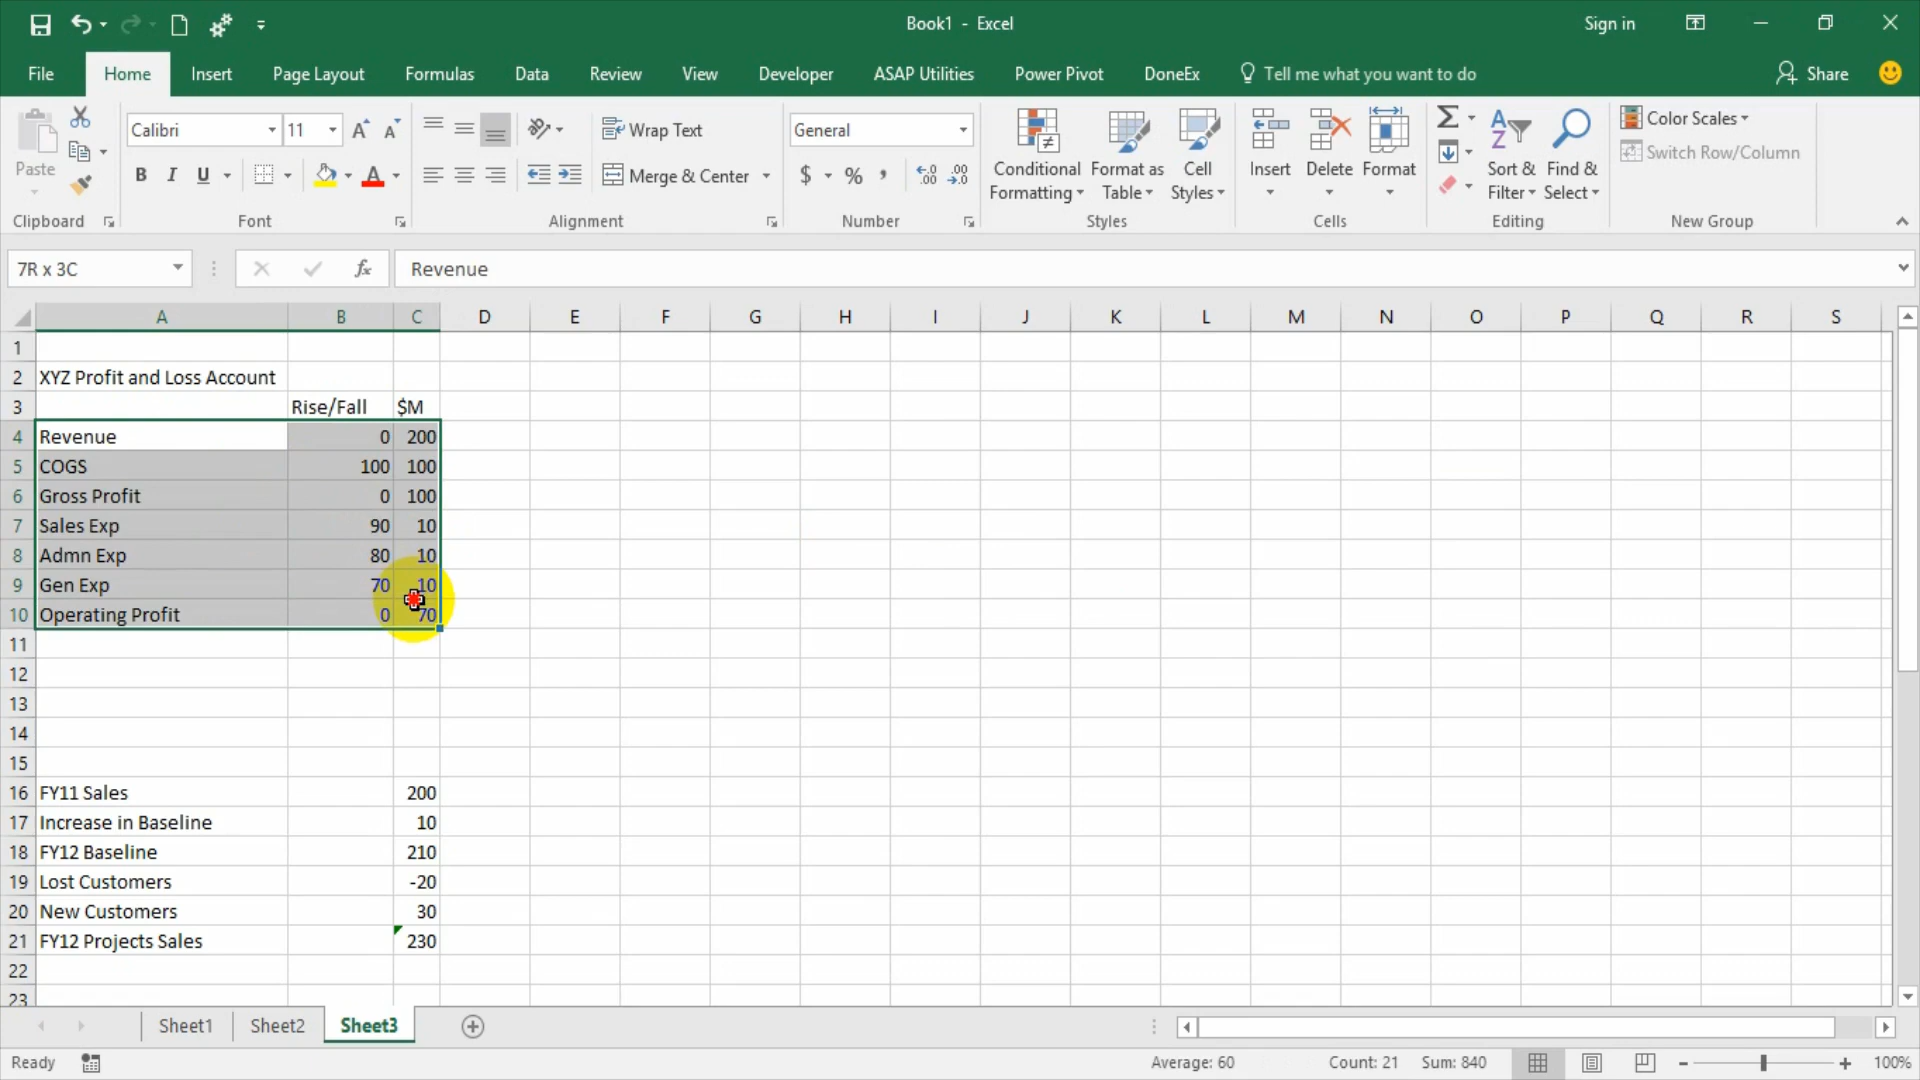 Book1 - Excel
Sign in
File Home Insert Page Layout Formulas Data Review View Developer ASAP Utilities Power Pivot DoneEx Tell me what you want to do Share
Paste
Calibri 11
B I U
Wrap Text
Merge & Center
General
$ % ,
Conditional Formatting
Format as Table
Cell Styles
Insert
Delete
Format
Sort & Filter
Find & Select
Color Scales
Switch Row/Column
Clipboard Font Alignment Number Styles Cells Editing New Group
7R x 3C fx Revenue
A B C D E F G H I J K L M N O P Q R S
1
2 XYZ Profit and Loss Account
3 Rise/Fall $M
4 Revenue 0 200
5 COGS 100 100
6 Gross Profit 0 100
7 Sales Exp 90 10
8 Admn Exp 80 10
9 Gen Exp 70 10
10 Operating Profit 0 70
11
12
13
14
15
16 FY11 Sales 200
17 Increase in Baseline 10
18 FY12 Baseline 210
19 Lost Customers -20
20 New Customers 30
21 FY12 Projects Sales 230
22
23
Sheet1 Sheet2 Sheet3
Ready Average: 60 Count: 21 Sum: 840 100%